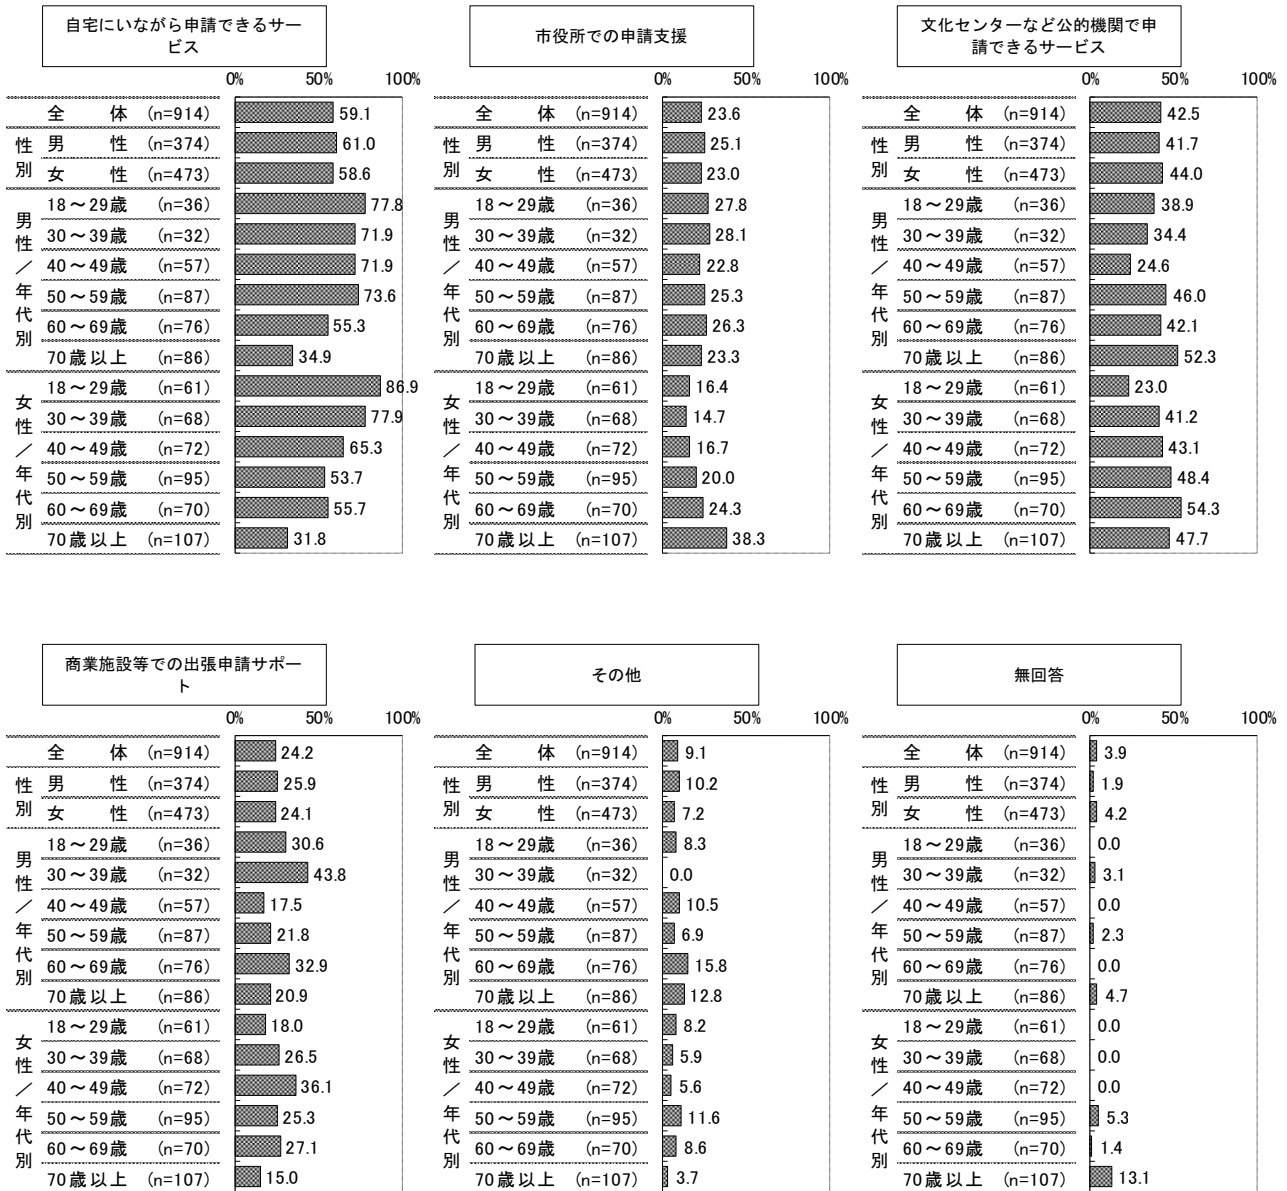 自宅にいながら申請できるサー
ビス
0% 50% 100%
全 体 (n=914) 59.1
性別
男 性 (n=374) 61.0
女 性 (n=473) 58.6
男性/年代別
18～29歳 (n=36) 77.8
30～39歳 (n=32) 71.9
40～49歳 (n=57) 71.9
50～59歳 (n=87) 73.6
60～69歳 (n=76) 55.3
70歳以上 (n=86) 34.9
女性/年代別
18～29歳 (n=61) 86.9
30～39歳 (n=68) 77.9
40～49歳 (n=72) 65.3
50～59歳 (n=95) 53.7
60～69歳 (n=70) 55.7
70歳以上 (n=107) 31.8
市役所での申請支援
0% 50% 100%
全 体 (n=914) 23.6
性別
男 性 (n=374) 25.1
女 性 (n=473) 23.0
男性/年代別
18～29歳 (n=36) 27.8
30～39歳 (n=32) 28.1
40～49歳 (n=57) 22.8
50～59歳 (n=87) 25.3
60～69歳 (n=76) 26.3
70歳以上 (n=86) 23.3
女性/年代別
18～29歳 (n=61) 16.4
30～39歳 (n=68) 14.7
40～49歳 (n=72) 16.7
50～59歳 (n=95) 20.0
60～69歳 (n=70) 24.3
70歳以上 (n=107) 38.3
文化センターなど公的機関で申
請できるサービス
0% 50% 100%
全 体 (n=914) 42.5
性別
男 性 (n=374) 41.7
女 性 (n=473) 44.0
男性/年代別
18～29歳 (n=36) 38.9
30～39歳 (n=32) 34.4
40～49歳 (n=57) 24.6
50～59歳 (n=87) 46.0
60～69歳 (n=76) 42.1
70歳以上 (n=86) 52.3
女性/年代別
18～29歳 (n=61) 23.0
30～39歳 (n=68) 41.2
40～49歳 (n=72) 43.1
50～59歳 (n=95) 48.4
60～69歳 (n=70) 54.3
70歳以上 (n=107) 47.7
商業施設等での出張申請サポー
ト
0% 50% 100%
全 体 (n=914) 24.2
性別
男 性 (n=374) 25.9
女 性 (n=473) 24.1
男性/年代別
18～29歳 (n=36) 30.6
30～39歳 (n=32) 43.8
40～49歳 (n=57) 17.5
50～59歳 (n=87) 21.8
60～69歳 (n=76) 32.9
70歳以上 (n=86) 20.9
女性/年代別
18～29歳 (n=61) 18.0
30～39歳 (n=68) 26.5
40～49歳 (n=72) 36.1
50～59歳 (n=95) 25.3
60～69歳 (n=70) 27.1
70歳以上 (n=107) 15.0
その他
0% 50% 100%
全 体 (n=914) 9.1
性別
男 性 (n=374) 10.2
女 性 (n=473) 7.2
男性/年代別
18～29歳 (n=36) 8.3
30～39歳 (n=32) 0.0
40～49歳 (n=57) 10.5
50～59歳 (n=87) 6.9
60～69歳 (n=76) 15.8
70歳以上 (n=86) 12.8
女性/年代別
18～29歳 (n=61) 8.2
30～39歳 (n=68) 5.9
40～49歳 (n=72) 5.6
50～59歳 (n=95) 11.6
60～69歳 (n=70) 8.6
70歳以上 (n=107) 3.7
無回答
0% 50% 100%
全 体 (n=914) 3.9
性別
男 性 (n=374) 1.9
女 性 (n=473) 4.2
男性/年代別
18～29歳 (n=36) 0.0
30～39歳 (n=32) 3.1
40～49歳 (n=57) 0.0
50～59歳 (n=87) 2.3
60～69歳 (n=76) 0.0
70歳以上 (n=86) 4.7
女性/年代別
18～29歳 (n=61) 0.0
30～39歳 (n=68) 0.0
40～49歳 (n=72) 0.0
50～59歳 (n=95) 5.3
60～69歳 (n=70) 1.4
70歳以上 (n=107) 13.1